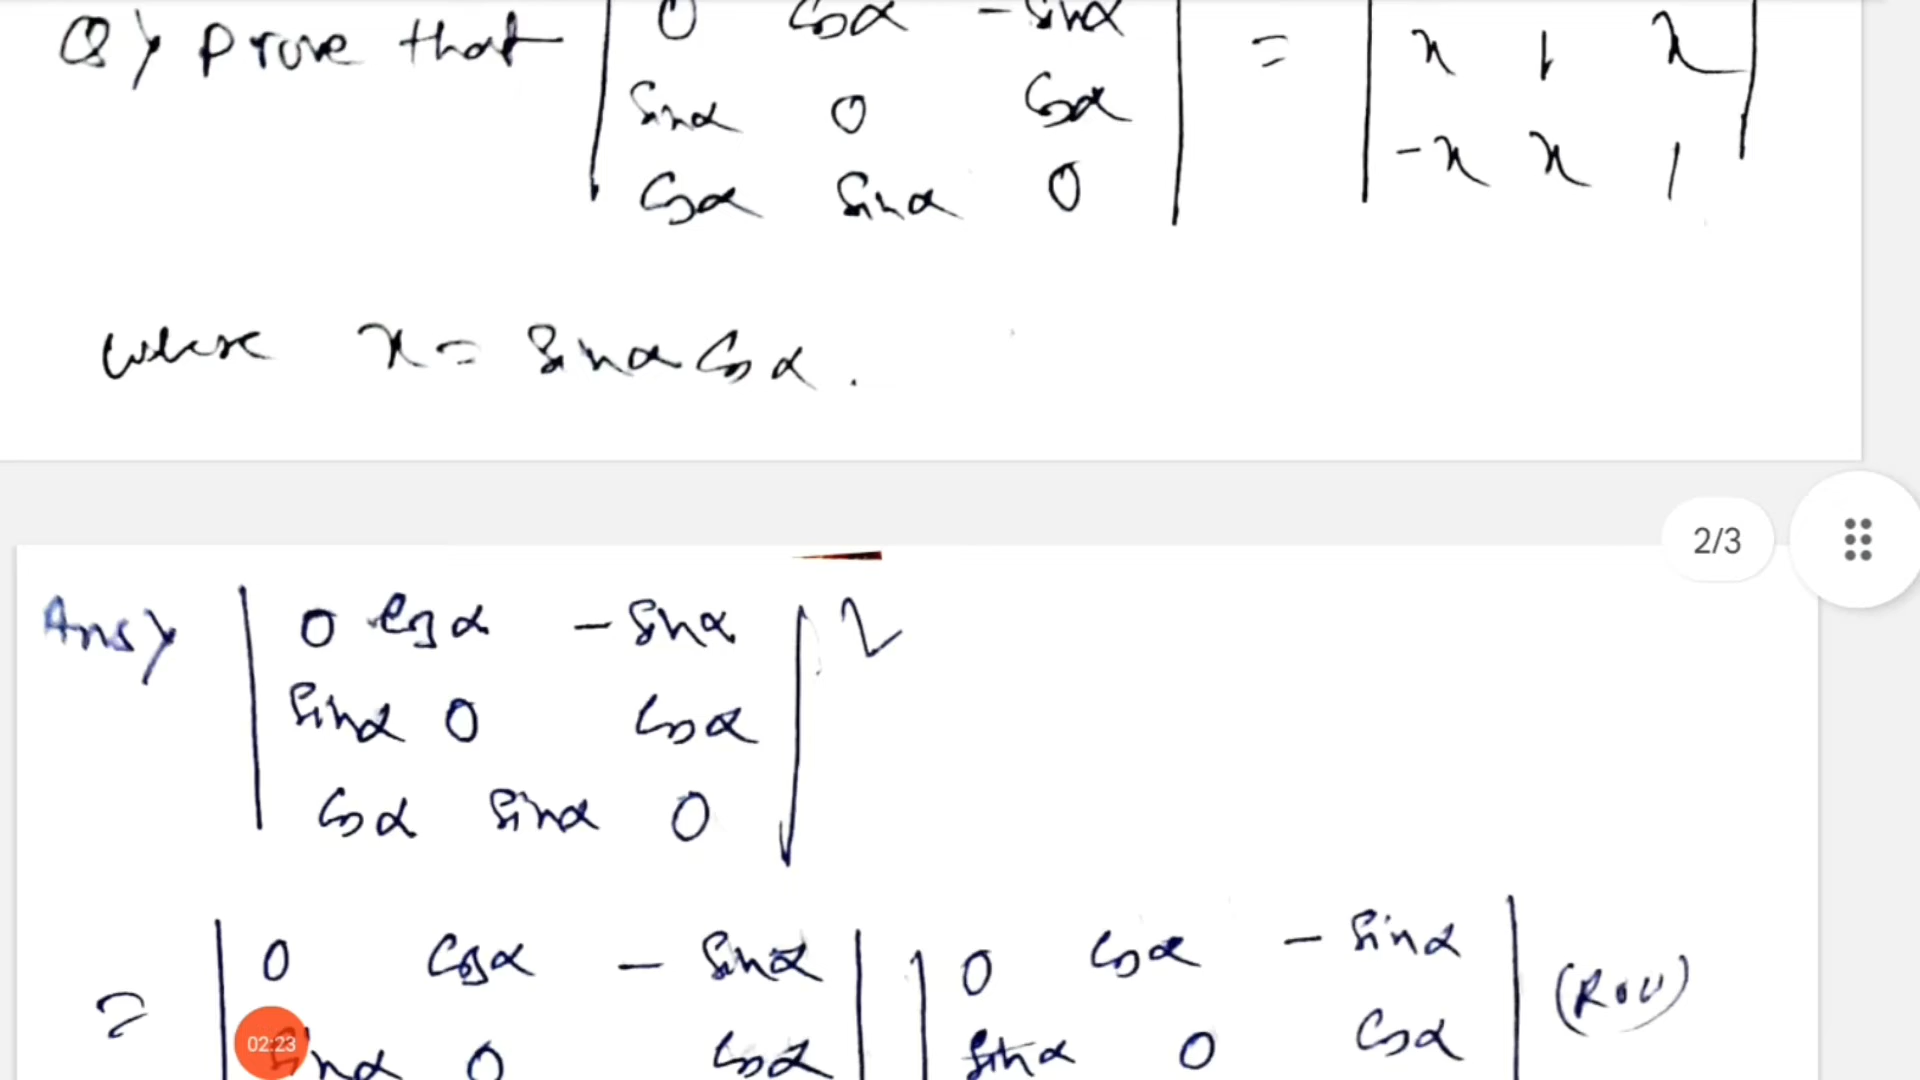 Q) Prove that | 0 cosα - sinα | = | x 1 x |
| sinα 0 cosα | | -x x 1 |
| cosα sinα 0 |
where x = sinα cosα.
2/3
Ans) | 0 cosα - sinα | 2
| sinα 0 cosα |
| cosα sinα 0 |
= | 0 cosα - sinα | | 0 cosα - sinα | (Row)
| sinα 0 cosα | | sinα 0 cosα |
02:23